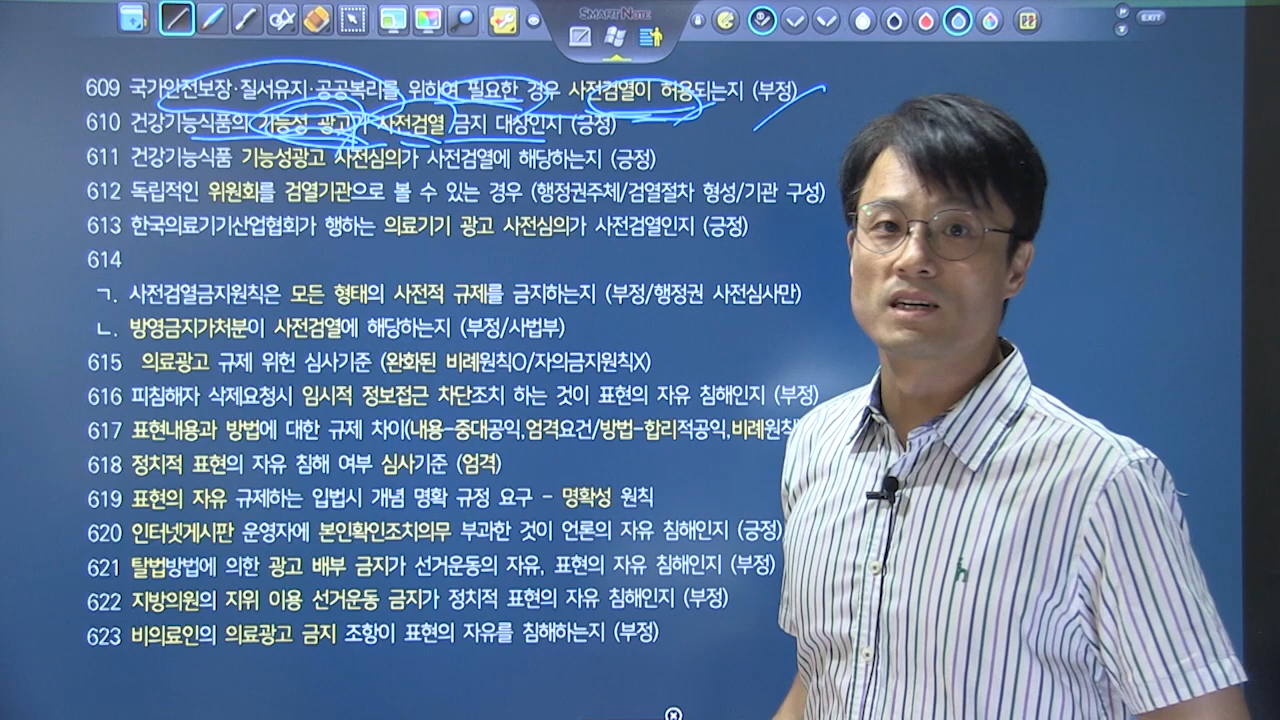 SMART NOTE
EXIT
609 국가안전보장·질서유지·공공복리를 위하여 필요한 경우 사전검열이 허용되는지 (부정)
610 건강기능식품의 기능성 광고가 사전검열 금지 대상인지 (긍정)
611 건강기능식품 기능성광고 사전심의가 사전검열에 해당하는지 (긍정)
612 독립적인 위원회를 검열기관으로 볼 수 있는 경우 (행정권주체/검열절차 형성/기관 구성)
613 한국의료기기산업협회가 행하는 의료기기 광고 사전심의가 사전검열인지 (긍정)
614
ㄱ. 사전검열금지원칙은 모든 형태의 사전적 규제를 금지하는지 (부정/행정권 사전심사만)
ㄴ. 방영금지가처분이 사전검열에 해당하는지 (부정/사법부)
615 의료광고 규제 위헌 심사기준 (완화된 비례원칙O/자의금지원칙X)
616 피침해자 삭제요청시 임시적 정보접근 차단조치 하는 것이 표현의 자유 침해인지 (부정)
617 표현내용과 방법에 대한 규제 차이(내용-중대공익,엄격요건/방법-합리적공익,비례원칙
618 정치적 표현의 자유 침해 여부 심사기준 (엄격)
619 표현의 자유 규제하는 입법시 개념 명확 규정 요구 - 명확성 원칙
620 인터넷게시판 운영자에 본인확인조치의무 부과한 것이 언론의 자유 침해인지 (긍정)
621 탈법방법에 의한 광고 배부 금지가 선거운동의 자유, 표현의 자유 침해인지 (부정)
622 지방의원의 지위 이용 선거운동 금지가 정치적 표현의 자유 침해인지 (부정)
623 비의료인의 의료광고 금지 조항이 표현의 자유를 침해하는지 (부정)